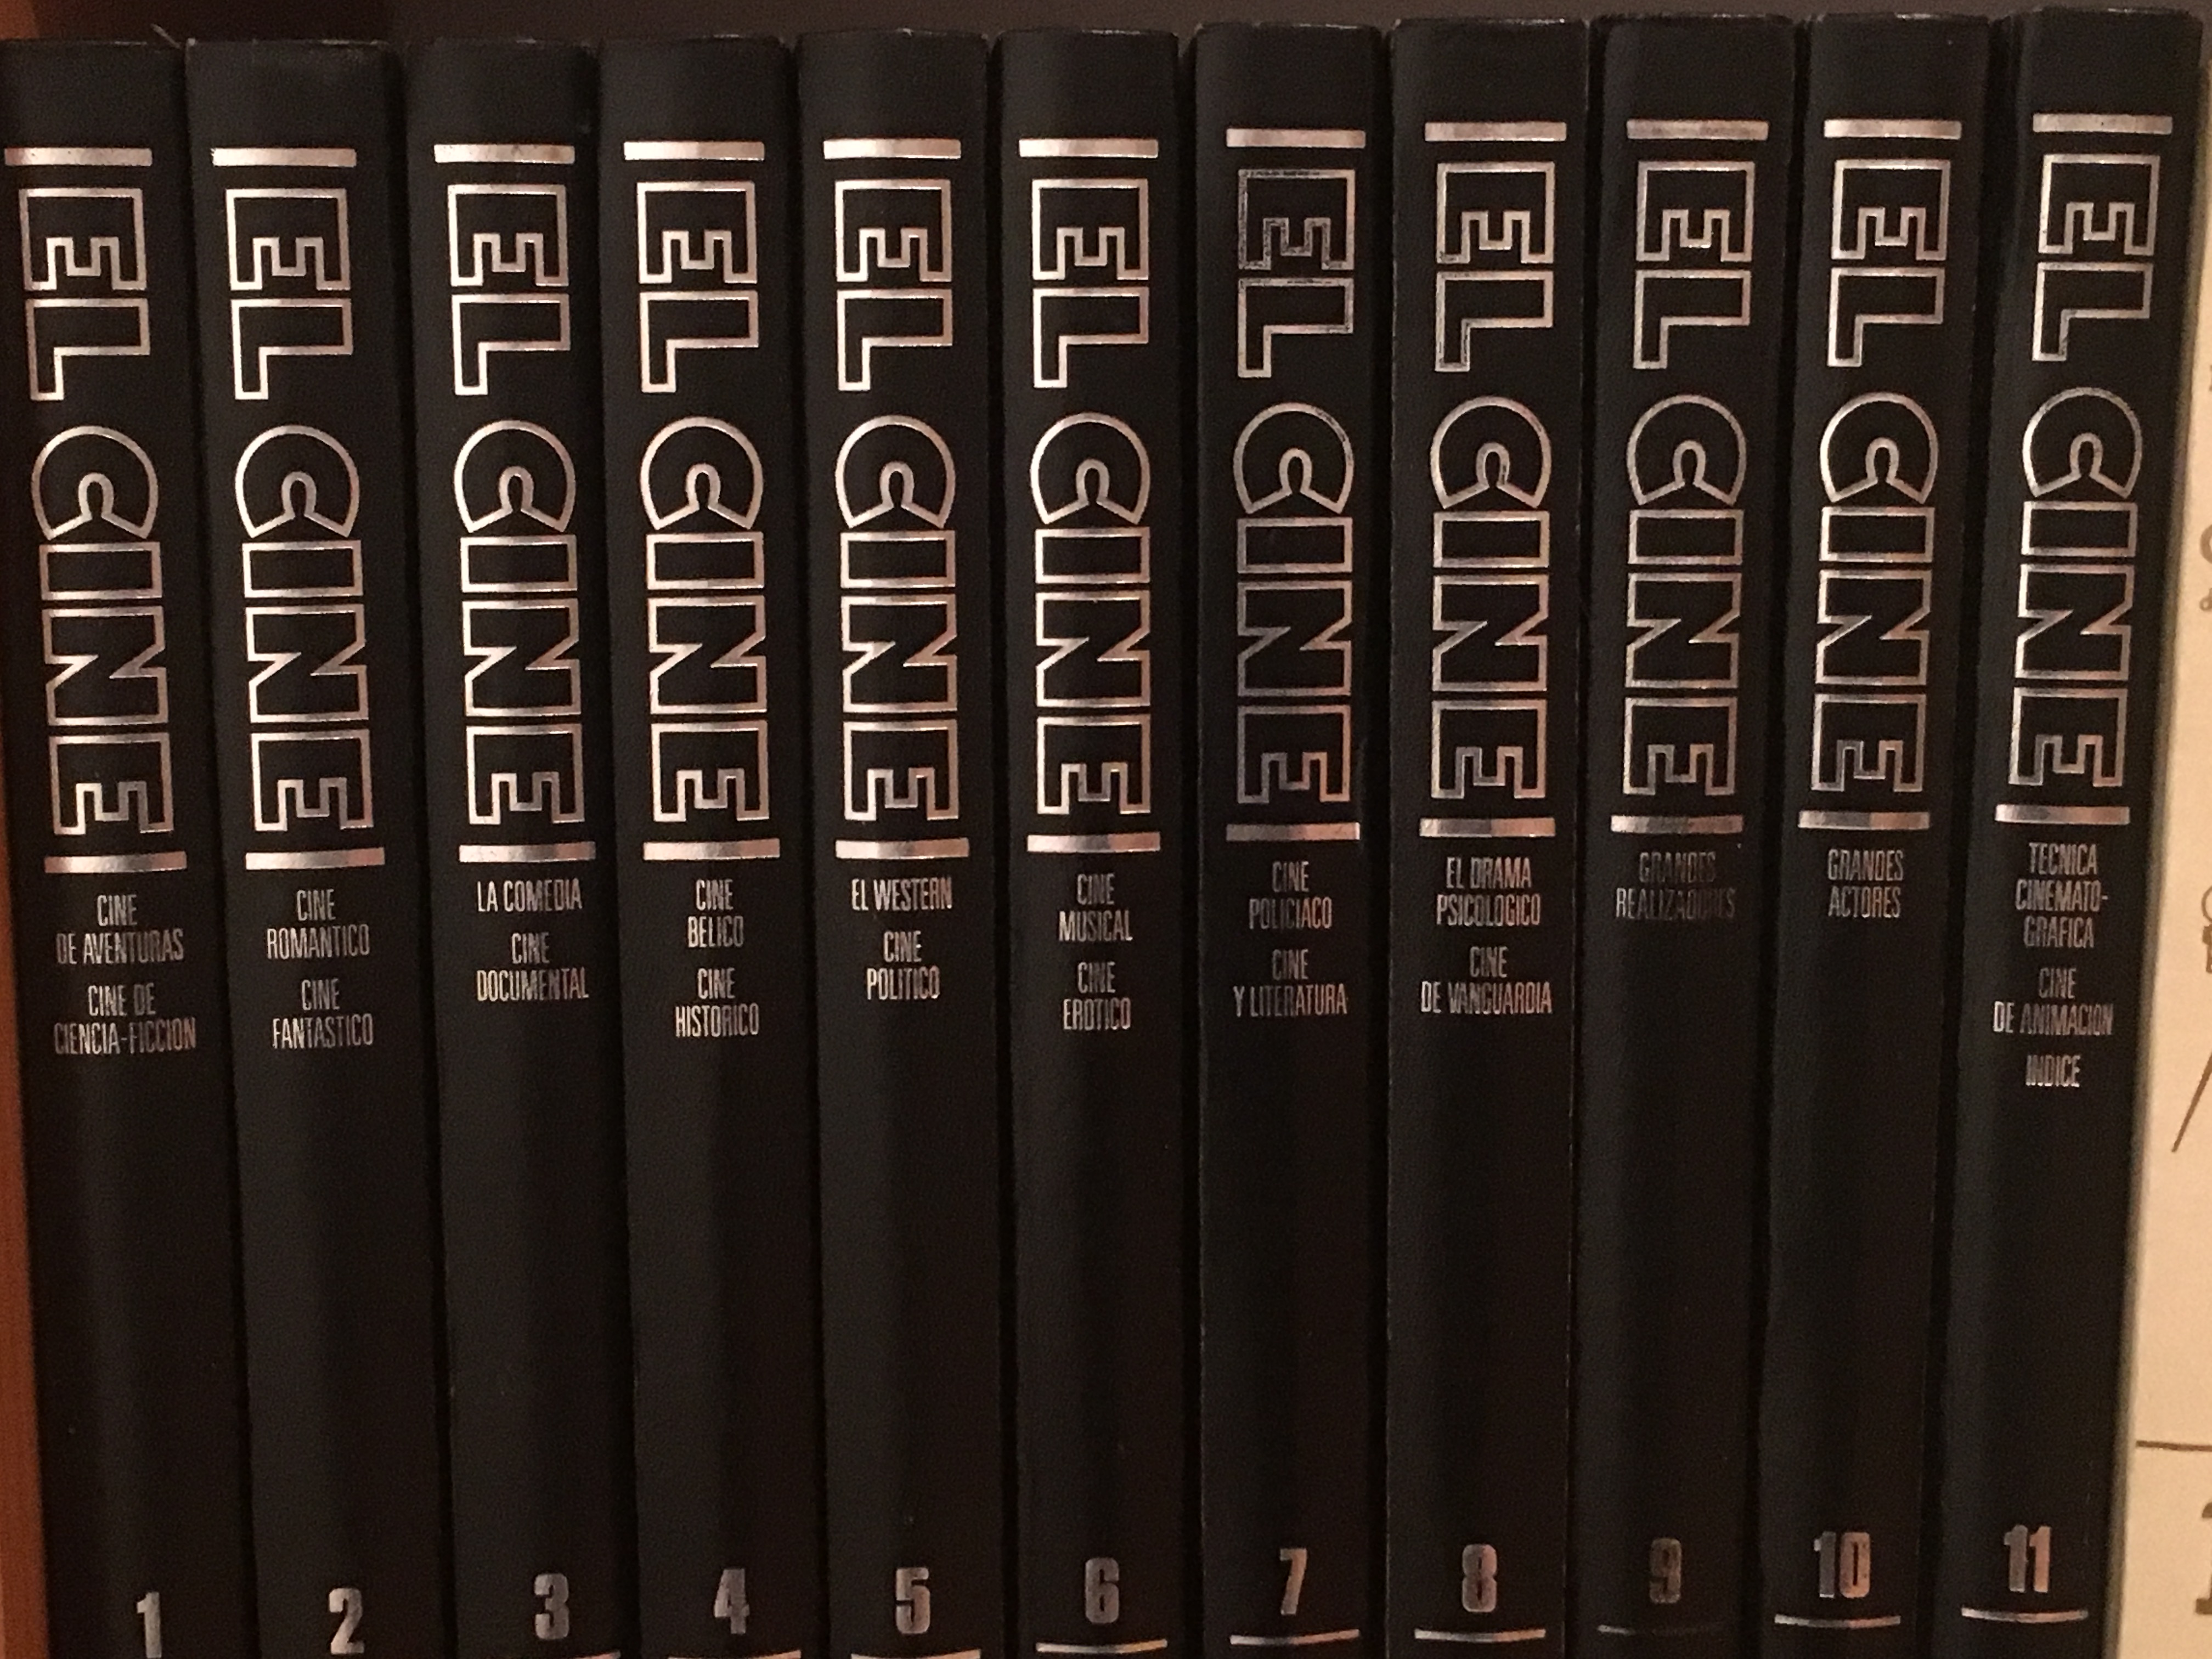 EL CINE
CINE
DE AVENTURAS
CINE DE
CIENCIA-FICCION
1
EL CINE
CINE
ROMANTICO
CINE
FANTASTICO
2
EL CINE
LA COMEDIA
CINE
DOCUMENTAL
3
EL CINE
CINE
BELICO
CINE
HISTORICO
4
EL CINE
EL WESTERN
CINE
POLITICO
5
EL CINE
CINE
MUSICAL
CINE
EROTICO
6
EL CINE
CINE
POLICIACO
CINE
Y LITERATURA
7
EL CINE
EL DRAMA
PSICOLOGICO
CINE
DE VANGUARDIA
8
EL CINE
GRANDES
REALIZADORES
9
EL CINE
GRANDES
ACTORES
10
EL CINE
TECNICA
CINEMATO-
GRAFICA
CINE
DE ANIMACION
INDICE
11